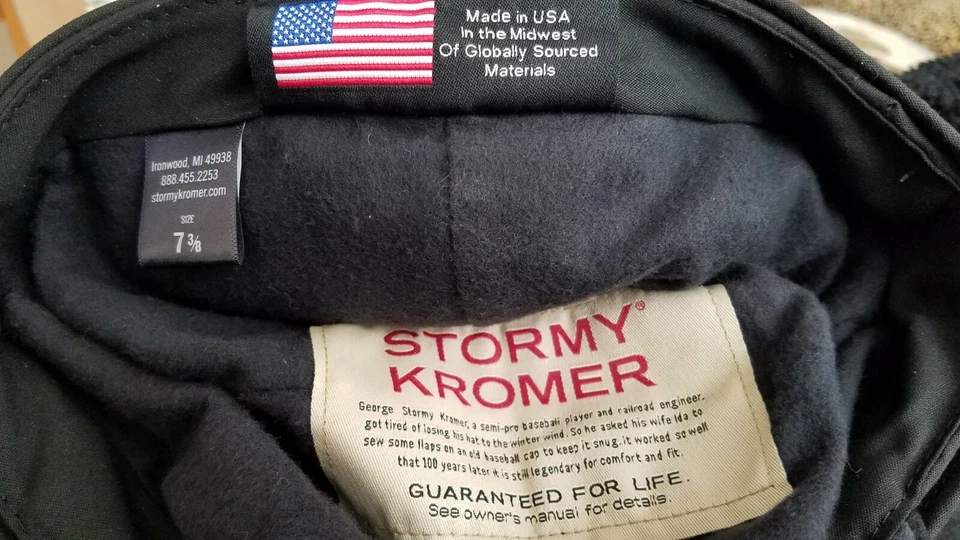 Made in USA
In the Midwest
Of Globally Sourced
Materials
Ironwood, MI 49938
888.455.2253
stormykromer.com
SIZE
7 3/8
STORMY®
KROMER
George Stormy Kromer, a semi-pro baseball player and railroad engineer,
got tired of losing his hat to the winter wind. So he asked his wife Ida to
sew some flaps on an old baseball cap to keep it snug. it worked so well
that 100 years later it is still legendary for comfort and fit.
GUARANTEED FOR LIFE.
See owner's manual for details.